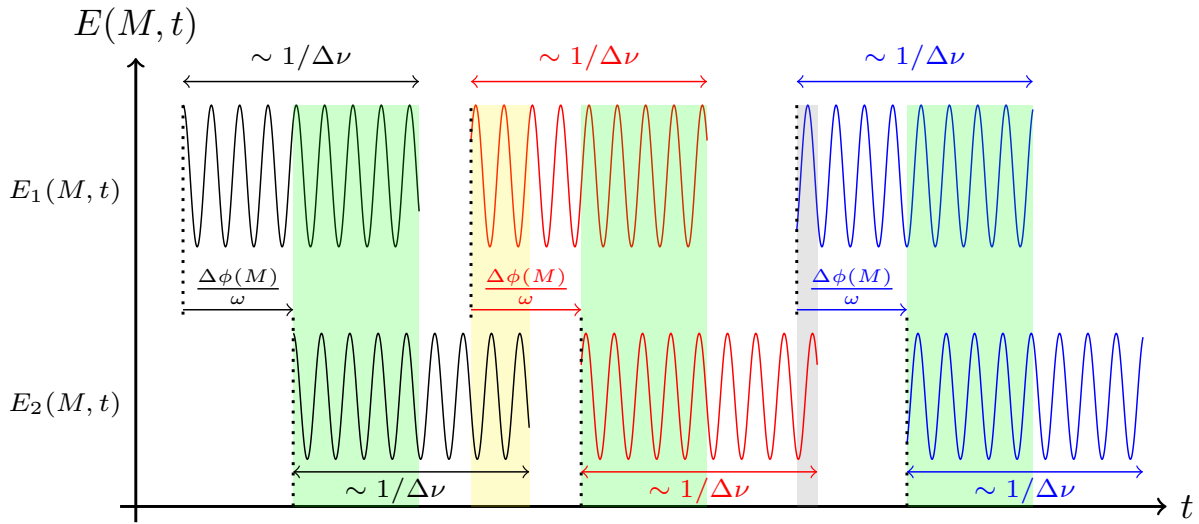 E(M, t)
∼ 1/Δν
∼ 1/Δν
∼ 1/Δν
E₁(M, t)
Δϕ(M)/ω
Δϕ(M)/ω
Δϕ(M)/ω
E₂(M, t)
∼ 1/Δν
∼ 1/Δν
∼ 1/Δν
t